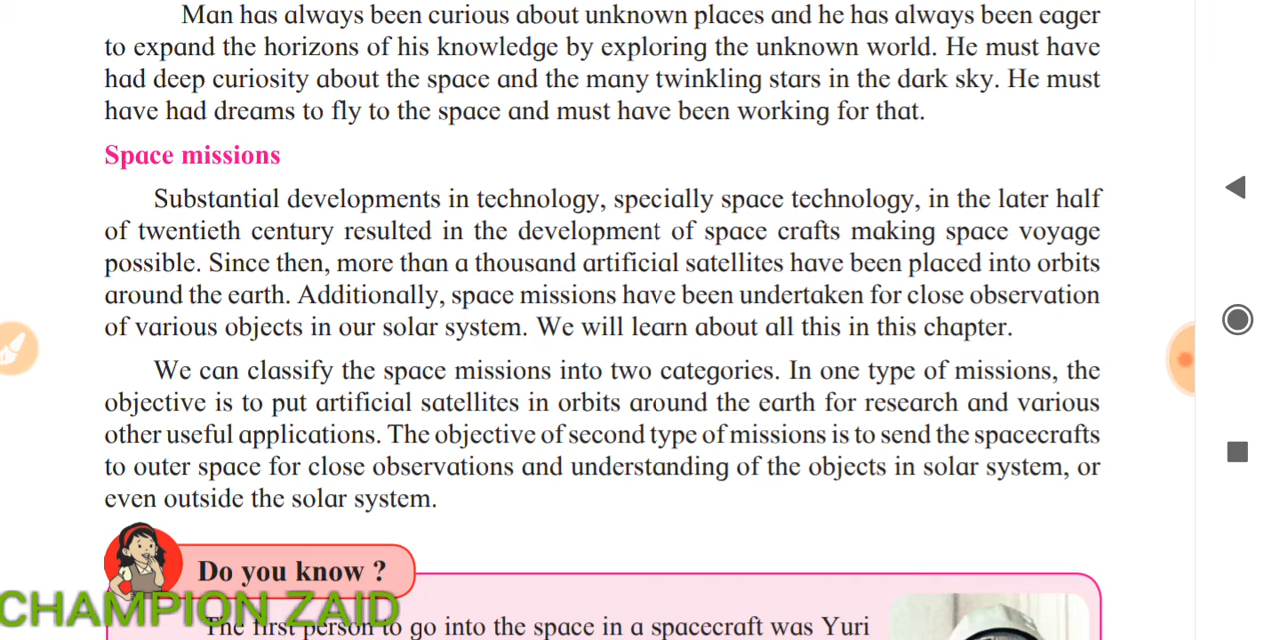 Man has always been curious about unknown places and he has always been eager
to expand the horizons of his knowledge by exploring the unknown world. He must have
had deep curiosity about the space and the many twinkling stars in the dark sky. He must
have had dreams to fly to the space and must have been working for that.
Space missions
Substantial developments in technology, specially space technology, in the later half
of twentieth century resulted in the development of space crafts making space voyage
possible. Since then, more than a thousand artificial satellites have been placed into orbits
around the earth. Additionally, space missions have been undertaken for close observation
of various objects in our solar system. We will learn about all this in this chapter.
We can classify the space missions into two categories. In one type of missions, the
objective is to put artificial satellites in orbits around the earth for research and various
other useful applications. The objective of second type of missions is to send the spacecrafts
to outer space for close observations and understanding of the objects in solar system, or
even outside the solar system.
Do you know ?
CHAMPION ZAID
The first person to go into the space in a spacecraft was Yuri